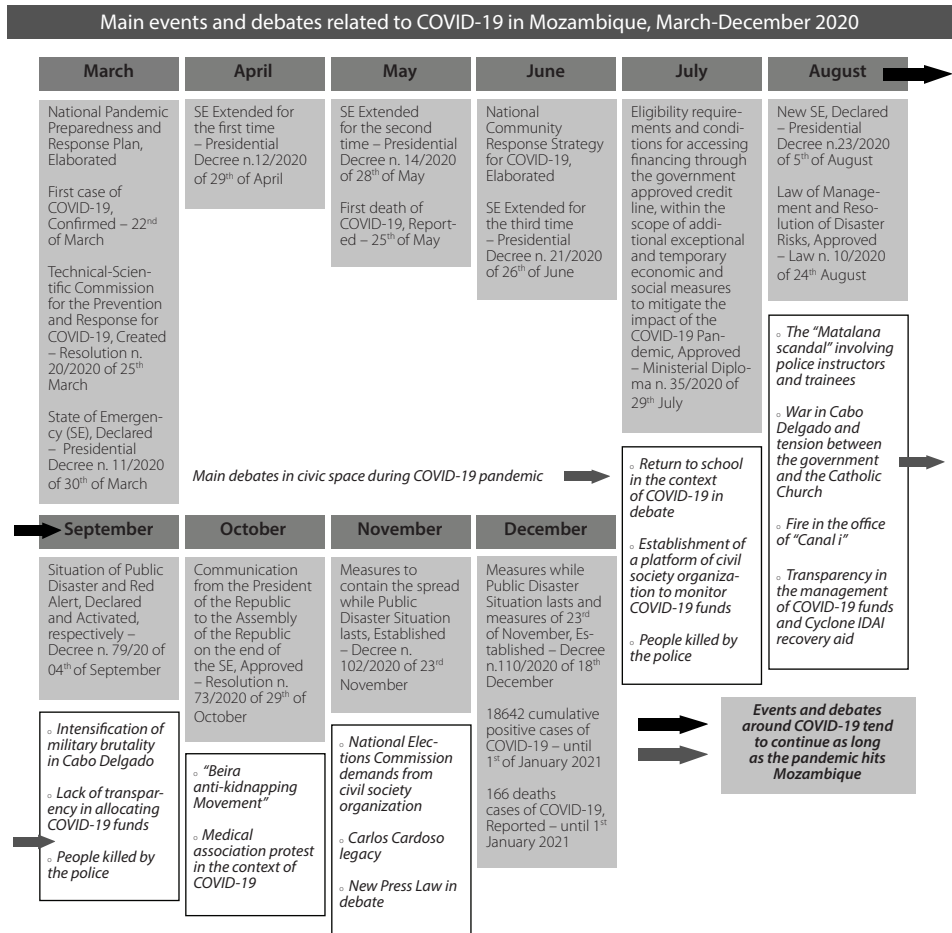 Main events and debates related to COVID-19 in Mozambique, March-December 2020
March
National Pandemic
Preparedness and
Response Plan,
Elaborated
First case of
COVID-19,
Confirmed – 22nd
of March
Technical-Scien-
tific Commission
for the Prevention
and Response for
COVID-19, Created
– Resolution n.
20/2020 of 25th
March
State of Emergen-
cy (SE), Declared
– Presidential
Decree n. 11/2020
of 30th of March
April
SE Extended for
the first time
– Presidential
Decree n.12/2020
of 29th of April
May
SE Extended
for the second
time – Presidential
Decree n. 14/2020
of 28th of May
First death of
COVID-19, Report-
ed – 25th of May
June
National
Community
Response Strategy
for COVID-19,
Elaborated
SE Extended for
the third time
– Presidential
Decree n. 21/2020
of 26th of June
July
Eligibility require-
ments and condi-
tions for accessing
financing through
the government
approved credit
line, within the
scope of addi-
tional exceptional
and temporary
economic and
social measures
to mitigate the
impact of the
COVID-19 Pan-
demic, Approved
– Ministerial Diplo-
ma n. 35/2020 of
29th July
August
New SE, Declared
– Presidential
Decree n.23/2020
of 5th of August
Law of Manage-
ment and Reso-
lution of Disaster
Risks, Approved
– Law n. 10/2020
of 24th August
Main debates in civic space during COVID-19 pandemic
◦ Return to school
in the context
of COVID-19 in
debate
◦ Establishment of
a platform of civil
society organiza-
tion to monitor
COVID-19 funds
◦ People killed by
the police
◦ The “Matalana
scandal” involving
police instructors
and trainees
◦ War in Cabo
Delgado and
tension between
the government
and the Catholic
Church
◦ Fire in the office
of “Canal i”
◦ Transparency in
the management
of COVID-19 funds
and Cyclone IDAI
recovery aid
September
Situation of Public
Disaster and Red
Alert, Declared
and Activated,
respectively –
Decree n. 79/20 of
04th of September
◦ Intensification of
military brutality
in Cabo Delgado
◦ Lack of transpar-
ency in allocating
COVID-19 funds
◦ People killed by
the police
October
Communication
from the President
of the Republic
to the Assembly
of the Republic
on the end of
the SE, Approved
– Resolution n.
73/2020 of 29th of
October
◦ “Beira
anti-kidnapping
Movement”
◦ Medical
association protest
in the context of
COVID-19
November
Measures to
contain the spread
while Public
Disaster Situation
lasts, Established
– Decree n.
102/2020 of 23rd
November
◦ National Elec-
tions Commission
demands from
civil society
organization
◦ Carlos Cardoso
legacy
◦ New Press Law in
debate
December
Measures while
Public Disaster
Situation lasts and
measures of 23rd
of November, Es-
tablished – Decree
n.110/2020 of 18th
December
18642 cumulative
positive cases of
COVID-19 – until
1st of January 2021
166 deaths
cases of COVID-19,
Reported – until 1st
January 2021
Events and debates
around COVID-19 tend
to continue as long
as the pandemic hits
Mozambique